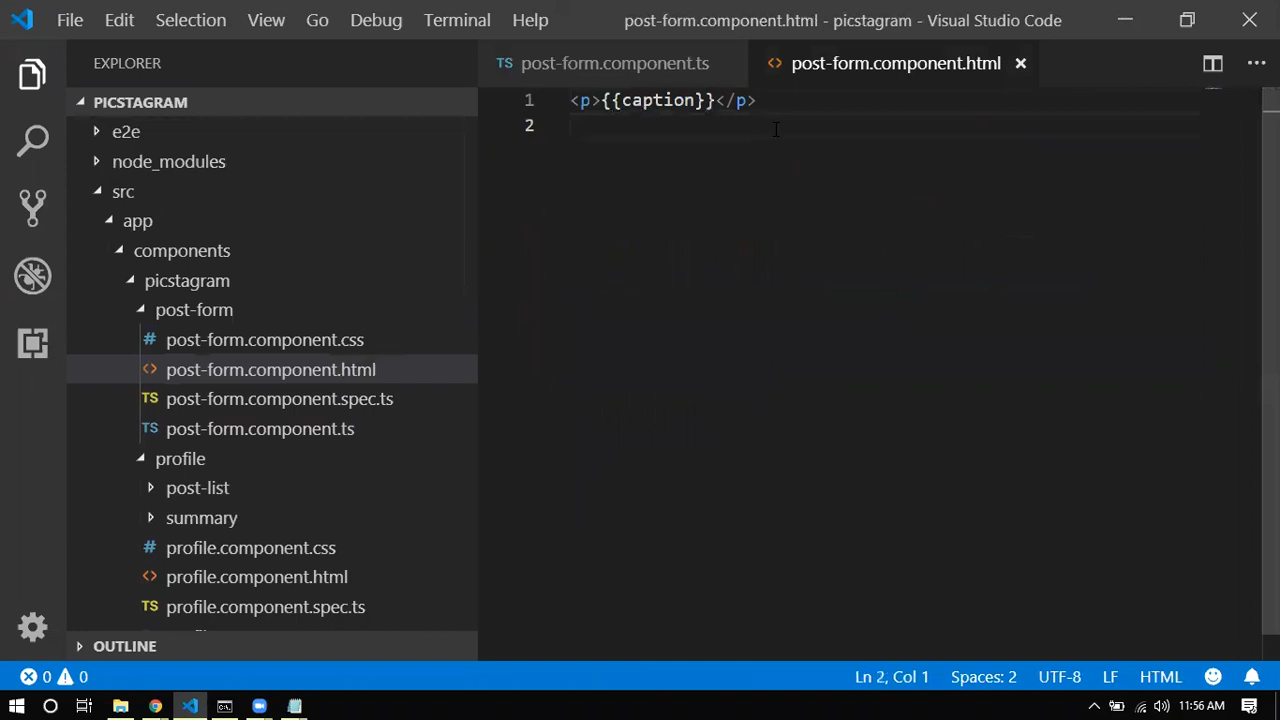 File Edit Selection View Go Debug Terminal Help post-form.component.html - picstagram - Visual Studio Code
EXPLORER
TS post-form.component.ts <> post-form.component.html
PICSTAGRAM
e2e
node_modules
src
app
components
picstagram
post-form
# post-form.component.css
<> post-form.component.html
TS post-form.component.spec.ts
TS post-form.component.ts
profile
post-list
summary
# profile.component.css
<> profile.component.html
TS profile.component.spec.ts
OUTLINE
1 <p>{{caption}}</p>
2
0 0 Ln 2, Col 1 Spaces: 2 UTF-8 LF HTML
11:56 AM